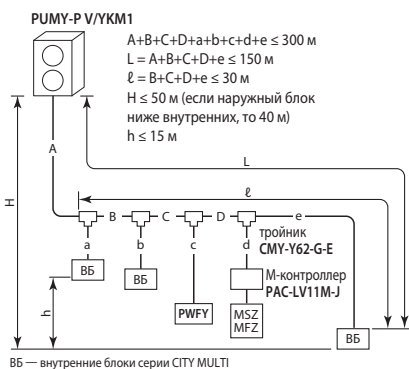 PUMY-P V/YKM1
A+B+C+D+a+b+c+d+e ≤ 300 м
L = A+B+C+D+e ≤ 150 м
ℓ = B+C+D+e ≤ 30 м
H ≤ 50 м (если наружный блок
ниже внутренних, то 40 м)
h ≤ 15 м
A
L
H
ℓ
B
C
D
e
тройник
CMY-Y62-G-E
a
b
c
d
М-контроллер
PAC-LV11M-J
ВБ
ВБ
h
PWFY
MSZ
MFZ
ВБ
ВБ — внутренние блоки серии CITY MULTI